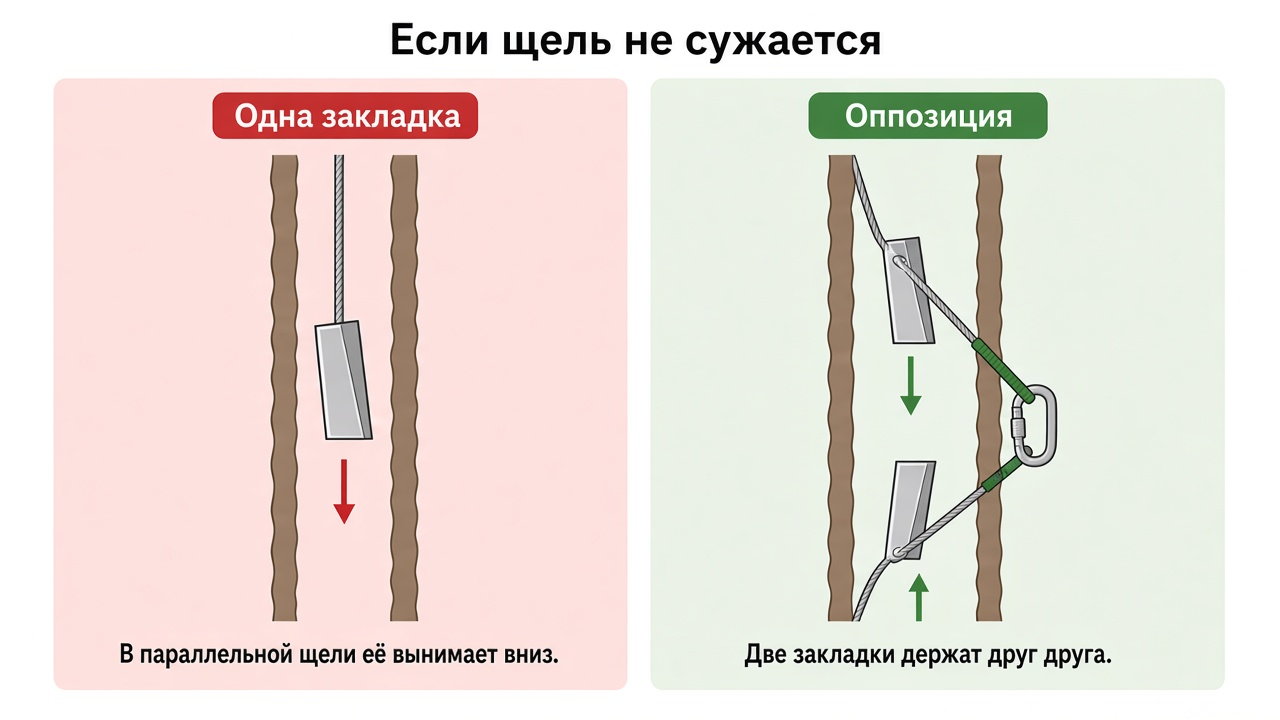 Если щель не сужается
Одна закладка
В параллельной щели её вынимает вниз.
Оппозиция
Две закладки держат друг друга.